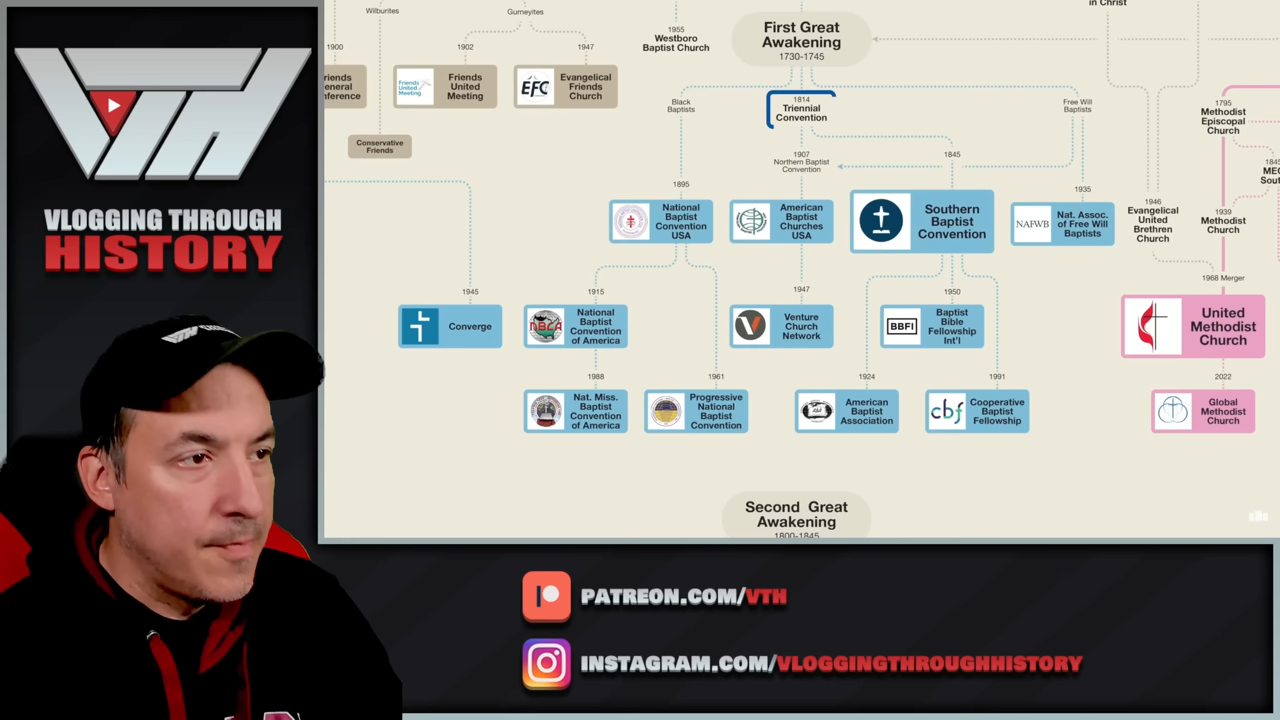 VLOGGING THROUGH
HISTORY
Wilburites
Gurneyites
in Christ
1900
1902
Friends
United
Meeting
Friends
United
Meeting
1947
EFC
Evangelical
Friends
Church
Conservative
Friends
1955
Westboro
Baptist Church
First Great
Awakening
1730-1745
Black
Baptists
1814
Triennial
Convention
Free Will
Baptists
1907
Northern Baptist
Convention
1845
1895
National
Baptist
Convention
USA
American
Baptist
Churches
USA
Southern
Baptist
Convention
1935
NAFWB
Nat. Assoc.
of Free Will
Baptists
1795
Methodist
Episcopal
Church
1946
Evangelical
United
Brethren
Church
1939
Methodist
Church
1968 Merger
United
Methodist
Church
2022
Global
Methodist
Church
1945
Converge
1915
NBCA
National
Baptist
Convention
of America
1988
Nat. Miss.
Baptist
Convention
of America
1961
Progressive
National
Baptist
Convention
1947
Venture
Church
Network
1950
BBFI
Baptist
Bible
Fellowship
Int'l
1924
American
Baptist
Association
1991
cbf
Cooperative
Baptist
Fellowship
Second Great
Awakening
1800-1845
PATREON.COM/VTH
INSTAGRAM.COM/VLOGGINGTHROUGHHISTORY